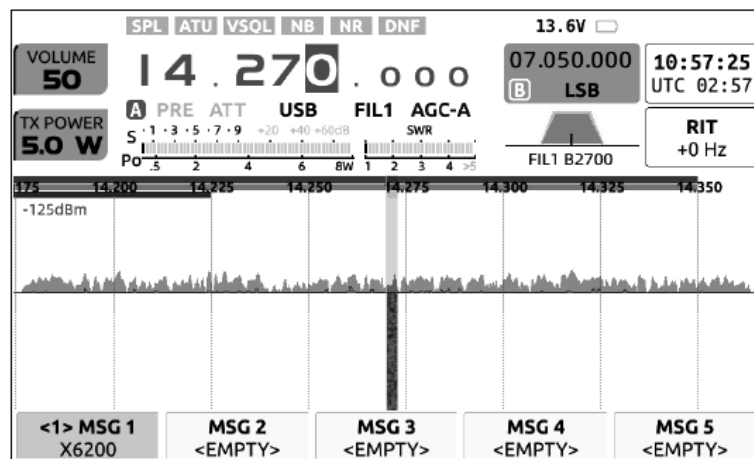 SPL ATU VSQL NB NR DNF 13.6V
VOLUME
50
14.270.000
07.050.000
B LSB
10:57:25
UTC 02:57
TX POWER
5.0 W
A PRE ATT USB FIL1 AGC-A
S ·1 ·3 ·5 ·7 ·9 +20 +40 +60dB SWR
Po .5 2 4 6 8W 1 2 3 4 >5
FIL1 B2700
RIT
+0 Hz
175 14.200 14.225 14.250 14.275 14.300 14.325 14.350
-125dBm
<1> MSG 1 MSG 2 MSG 3 MSG 4 MSG 5
X6200 <EMPTY> <EMPTY> <EMPTY> <EMPTY>